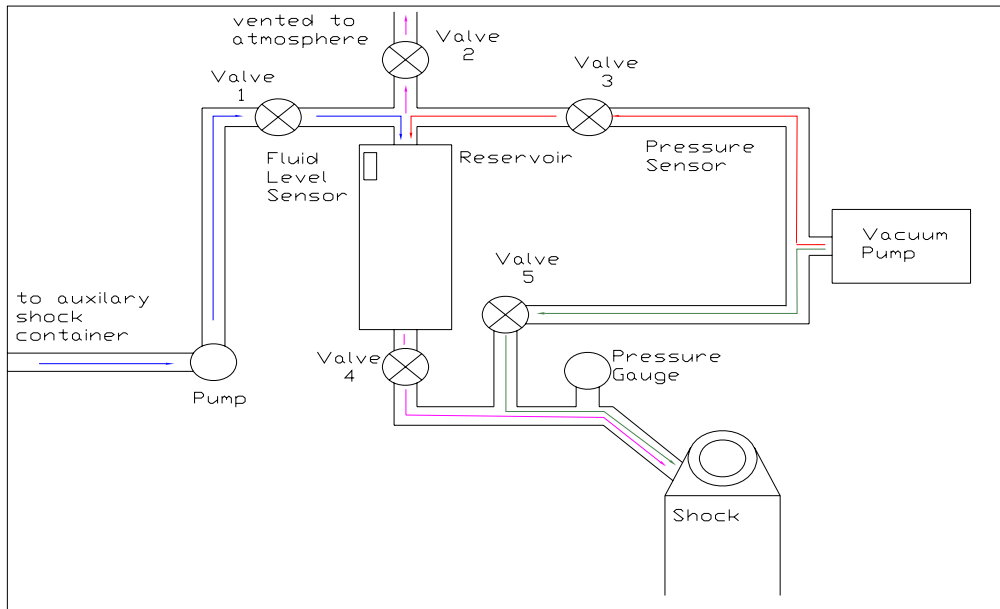 vented to
atmosphere
Valve
2
Valve
1
Valve
3
Fluid
Level
Sensor
Reservoir
Pressure
Sensor
Vacuum
Pump
Valve
5
to auxilary
shock
container
Valve
4
Pressure
Gauge
Pump
Shock